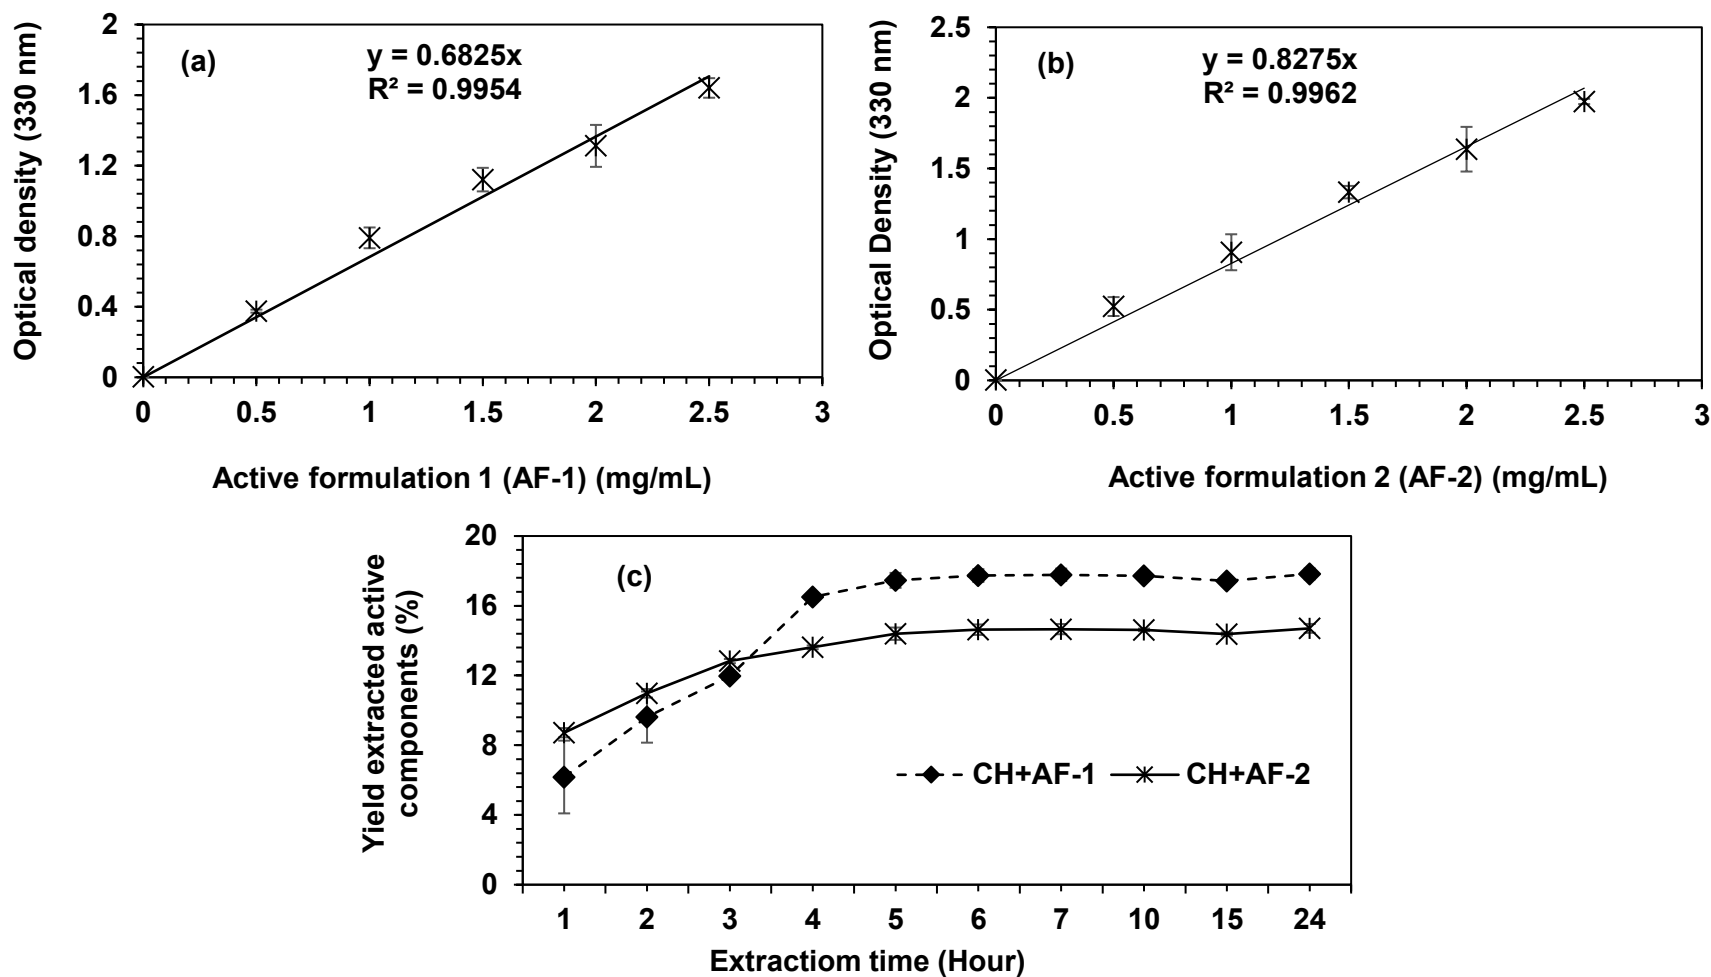 (a)
y = 0.6825x
R² = 0.9954
Optical density (330 nm)
2
1.6
1.2
0.8
0.4
0
0 0.5 1 1.5 2 2.5 3
Active formulation 1 (AF-1) (mg/mL)
(b)
y = 0.8275x
R² = 0.9962
Optical Density (330 nm)
2.5
2
1.5
1
0.5
0
0 0.5 1 1.5 2 2.5 3
Active formulation 2 (AF-2) (mg/mL)
(c)
Yield extracted active
components (%)
20
16
12
8
4
0
CH+AF-1 CH+AF-2
1 2 3 4 5 6 7 10 15 24
Extractiom time (Hour)